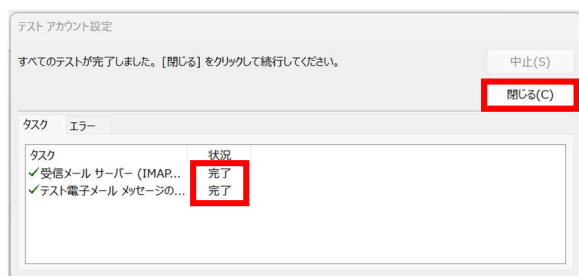 テスト アカウント設定
すべてのテストが完了しました。[閉じる] をクリックして続行してください。
中止(S)
閉じる(C)
タスク エラー
タスク 状況
受信メール サーバー (IMAP... 完了
テスト電子メール メッセージの... 完了